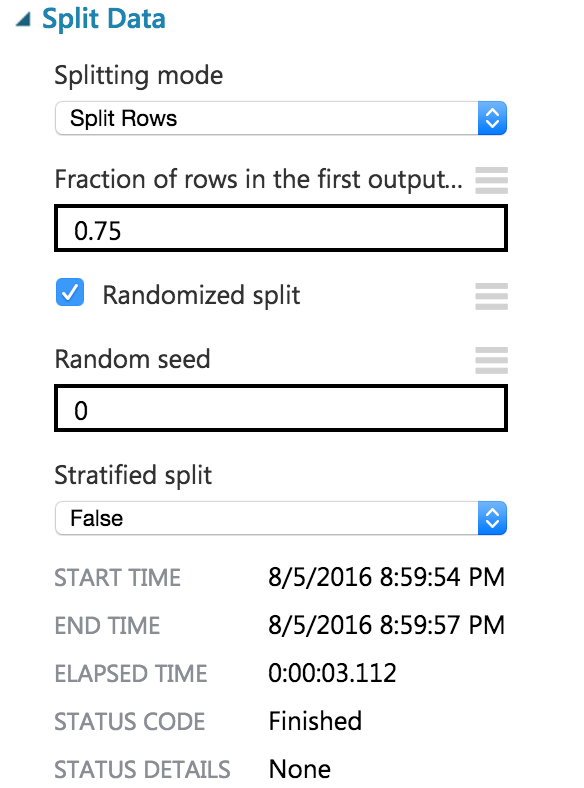 Split Data
Splitting mode
Split Rows
Fraction of rows in the first output...
0.75
Randomized split
Random seed
0
Stratified split
False
START TIME 8/5/2016 8:59:54 PM
END TIME 8/5/2016 8:59:57 PM
ELAPSED TIME 0:00:03.112
STATUS CODE Finished
STATUS DETAILS None